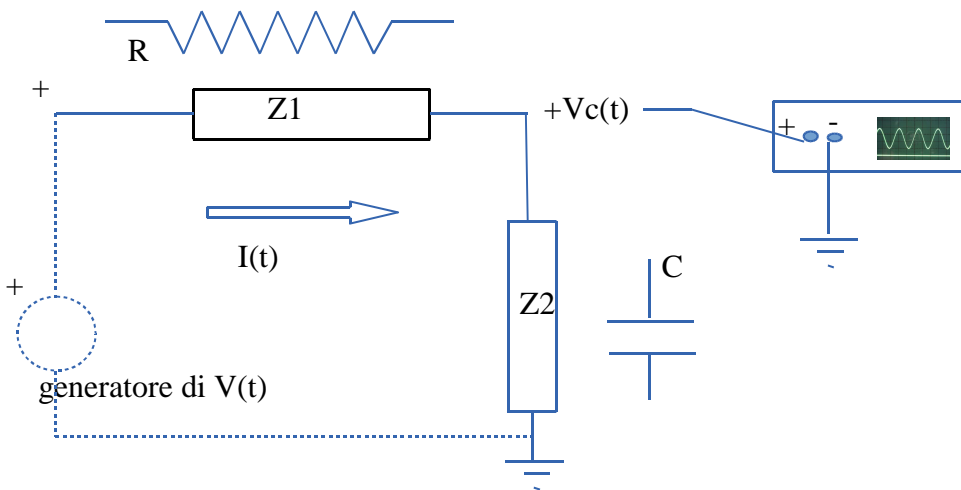 R
+
Z1
+Vc(t)
+ -
I(t)
C
+
Z2
generatore di V(t)